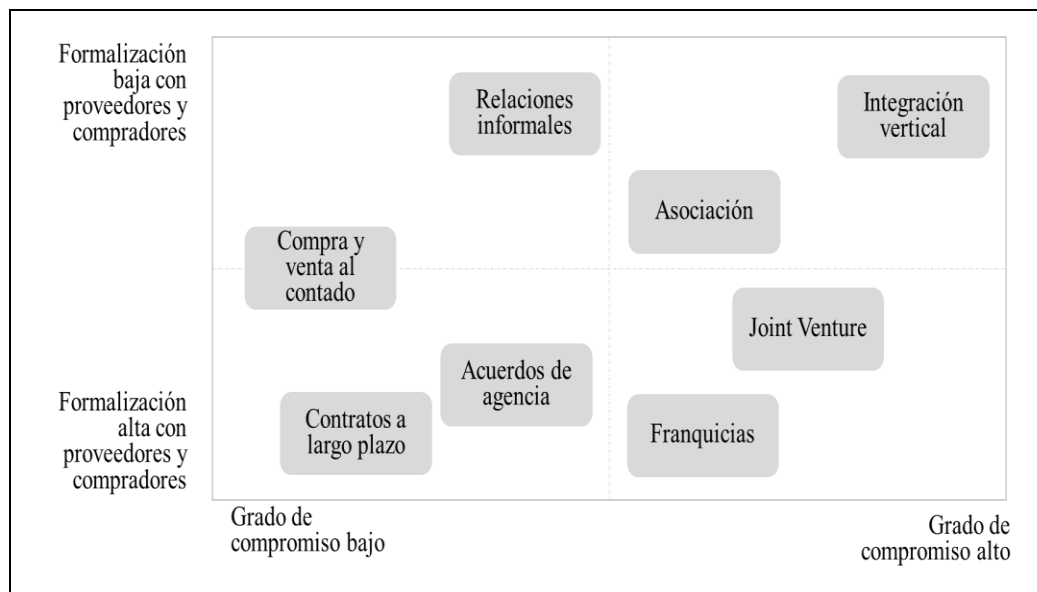 Formalización
baja con
proveedores y
compradores
Relaciones
informales
Integración
vertical
Asociación
Compra y
venta al
contado
Joint Venture
Acuerdos de
agencia
Formalización
alta con
proveedores y
compradores
Contratos a
largo plazo
Franquicias
Grado de
compromiso bajo
Grado de
compromiso alto